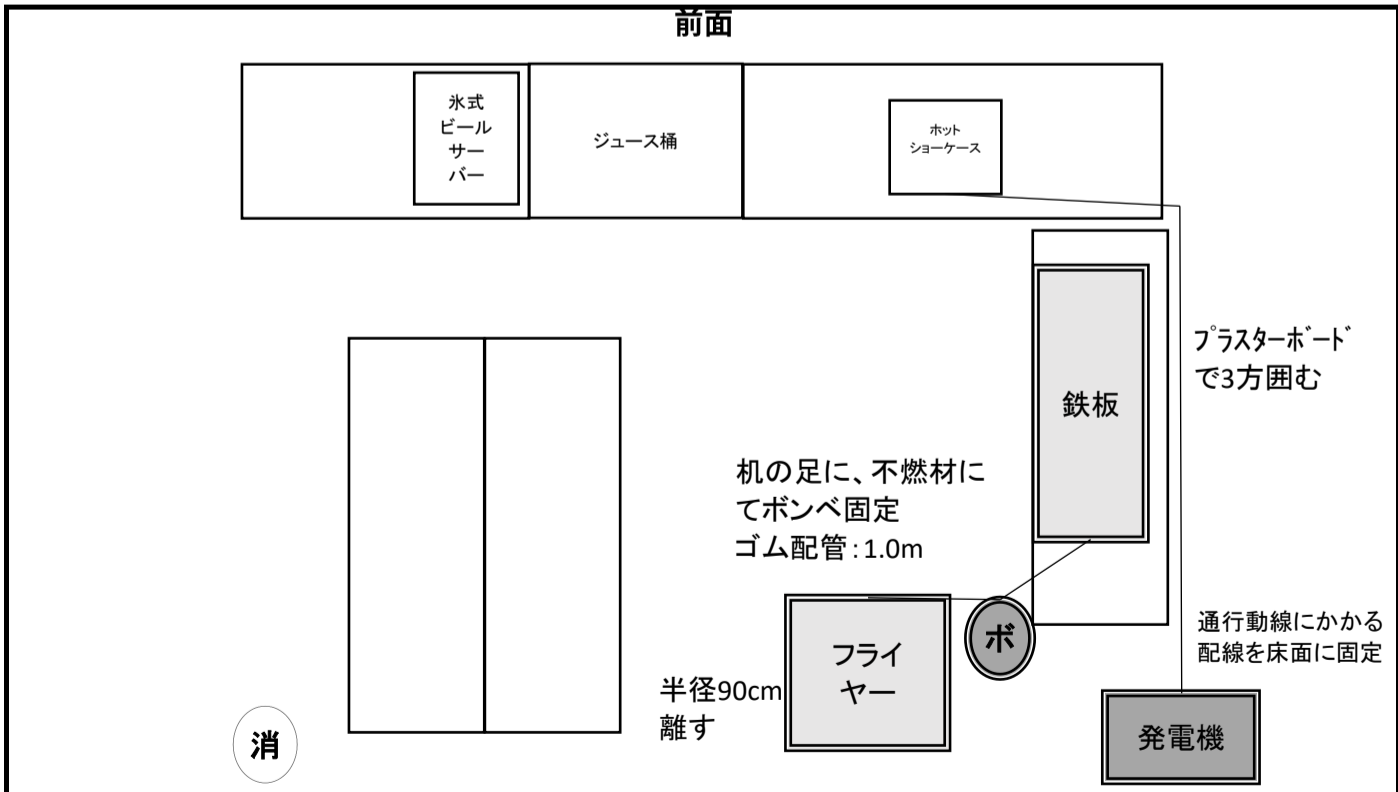 前面
氷式
ビール
サー
バー
ジュース桶
ホット
ショーケース
プラスターボード
で3方囲む
鉄板
机の足に、不燃材に
てボンベ固定
ゴム配管：1.0m
ボ
フライ
ヤー
半径90cm
離す
通行動線にかかる
配線を床面に固定
発電機
消